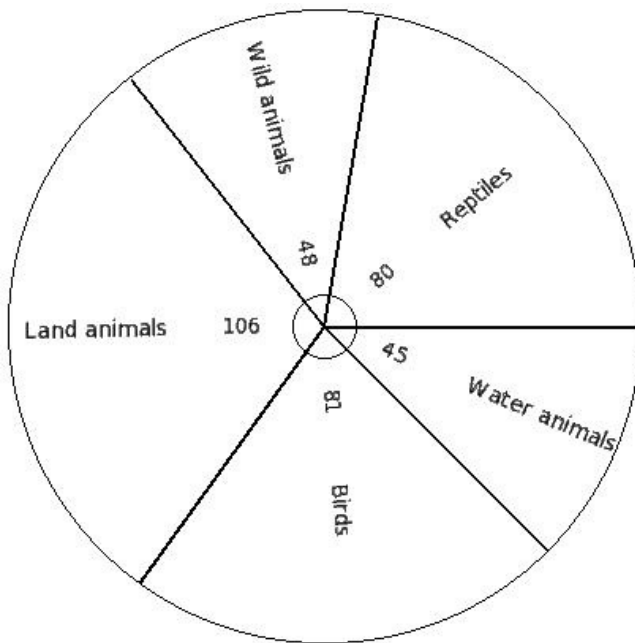 Wild animals
48
Reptiles
80
Land animals
106
45
Water animals
81
Birds